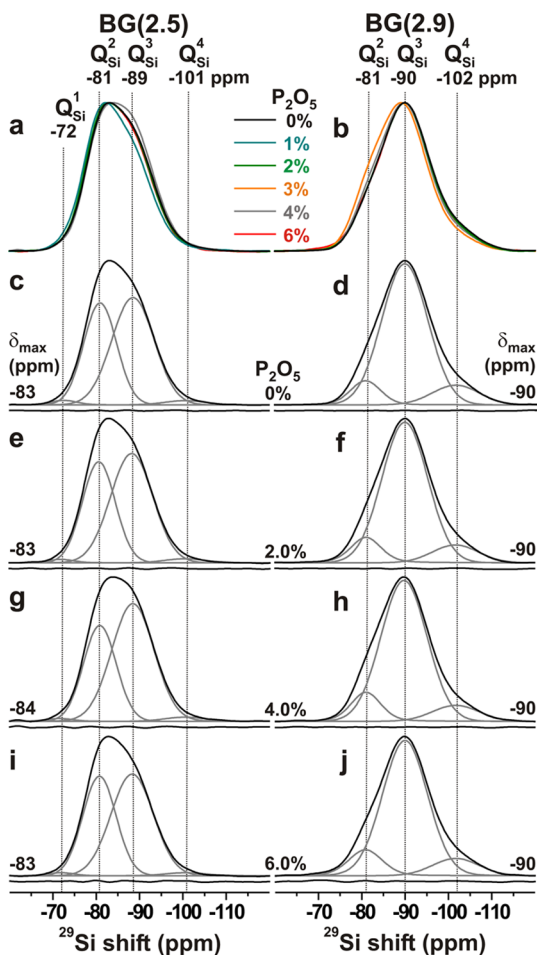 BG(2.5) BG(2.9)
Q²Si Q³Si Q⁴Si Q²Si Q³Si Q⁴Si
-81 -89 -101 ppm -81 -90 -102 ppm
Q¹Si
-72
P₂O₅
a b
0%
1%
2%
3%
4%
6%
c d
δmax (ppm) δmax (ppm)
P₂O₅
-83 0% -90
e f
-83 2.0% -90
g h
-84 4.0% -90
i j
-83 6.0% -90
-70 -80 -90 -100 -110 -70 -80 -90 -100 -110
²⁹Si shift (ppm) ²⁹Si shift (ppm)